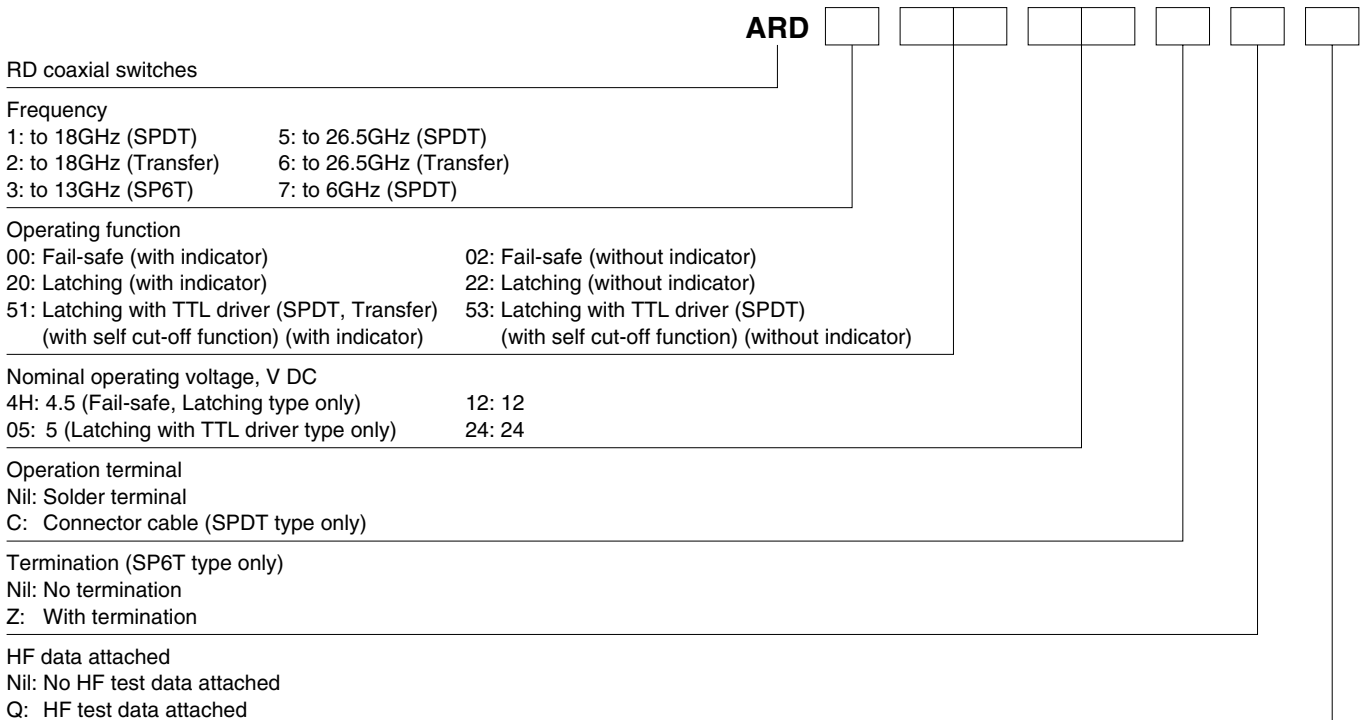 ARD
RD coaxial switches
Frequency
1: to 18GHz (SPDT) 5: to 26.5GHz (SPDT)
2: to 18GHz (Transfer) 6: to 26.5GHz (Transfer)
3: to 13GHz (SP6T) 7: to 6GHz (SPDT)
Operating function
00: Fail-safe (with indicator) 02: Fail-safe (without indicator)
20: Latching (with indicator) 22: Latching (without indicator)
51: Latching with TTL driver (SPDT, Transfer) 53: Latching with TTL driver (SPDT)
(with self cut-off function) (with indicator) (with self cut-off function) (without indicator)
Nominal operating voltage, V DC
4H: 4.5 (Fail-safe, Latching type only) 12: 12
05: 5 (Latching with TTL driver type only) 24: 24
Operation terminal
Nil: Solder terminal
C: Connector cable (SPDT type only)
Termination (SP6T type only)
Nil: No termination
Z: With termination
HF data attached
Nil: No HF test data attached
Q: HF test data attached